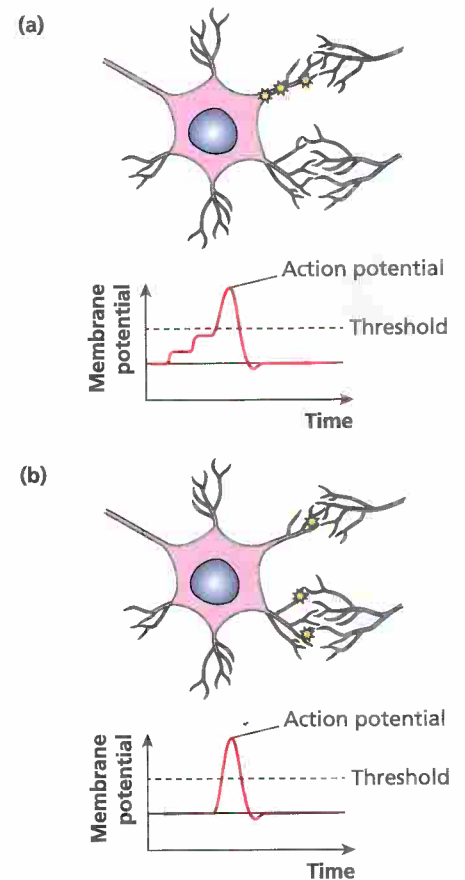 (a)
Action potential
Threshold
Membrane
potential
Time
(b)
Action potential
Threshold
Membrane
potential
Time